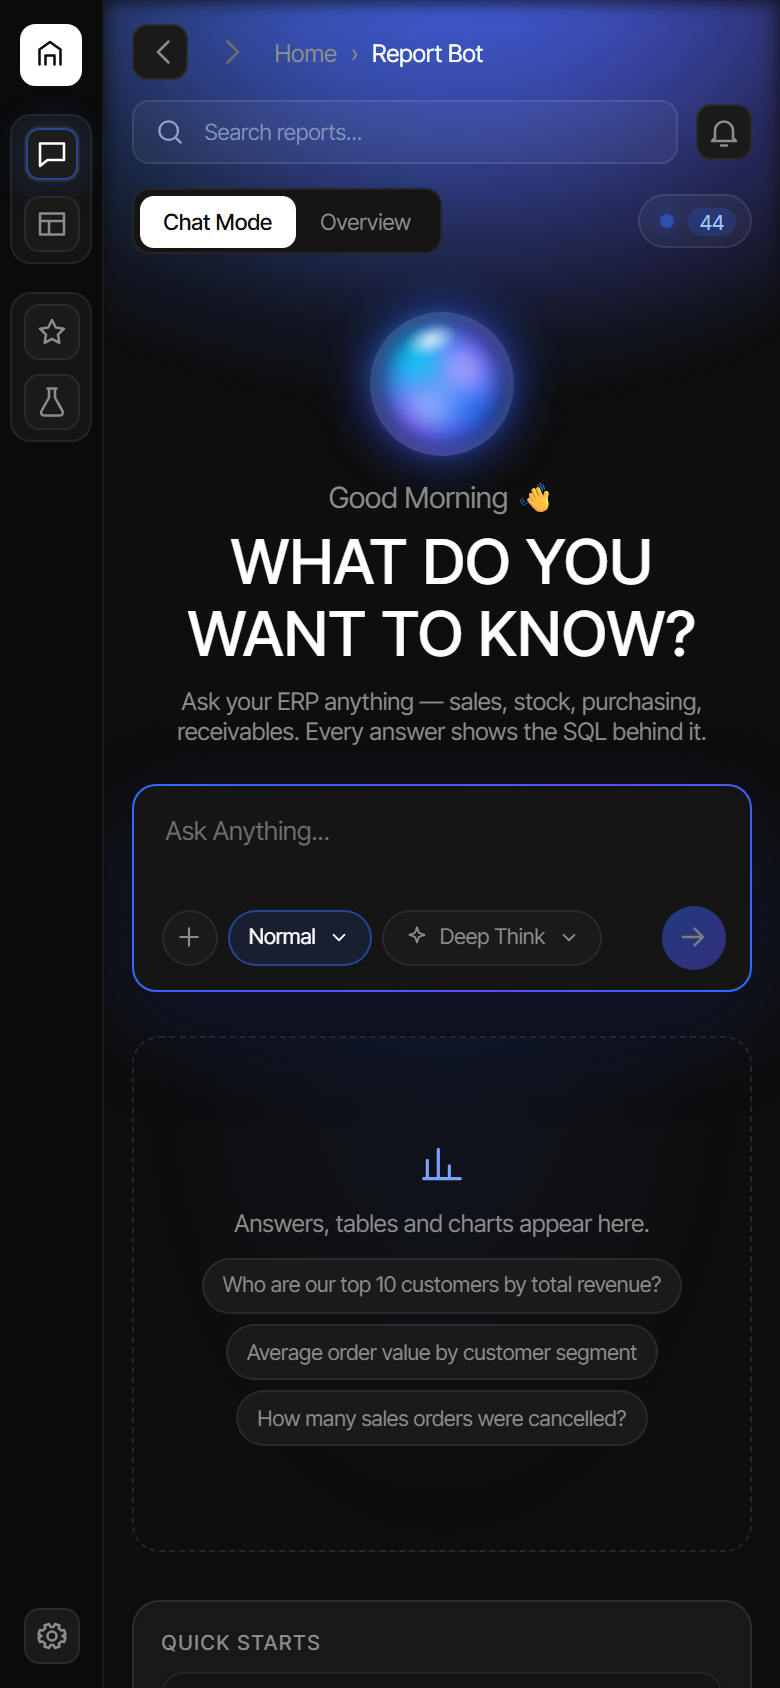 Home › Report Bot
Search reports...
Chat Mode
Overview
44
Good Morning 👋
WHAT DO YOU
WANT TO KNOW?
Ask your ERP anything — sales, stock, purchasing,
receivables. Every answer shows the SQL behind it.
Ask Anything...
Normal
Deep Think
Answers, tables and charts appear here.
Who are our top 10 customers by total revenue?
Average order value by customer segment
How many sales orders were cancelled?
QUICK STARTS